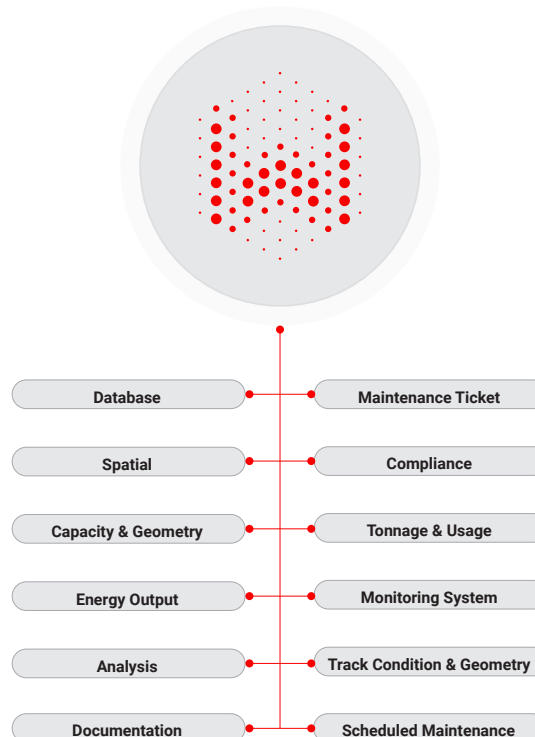 Database
Maintenance Ticket
Spatial
Compliance
Capacity & Geometry
Tonnage & Usage
Energy Output
Monitoring System
Analysis
Track Condition & Geometry
Documentation
Scheduled Maintenance